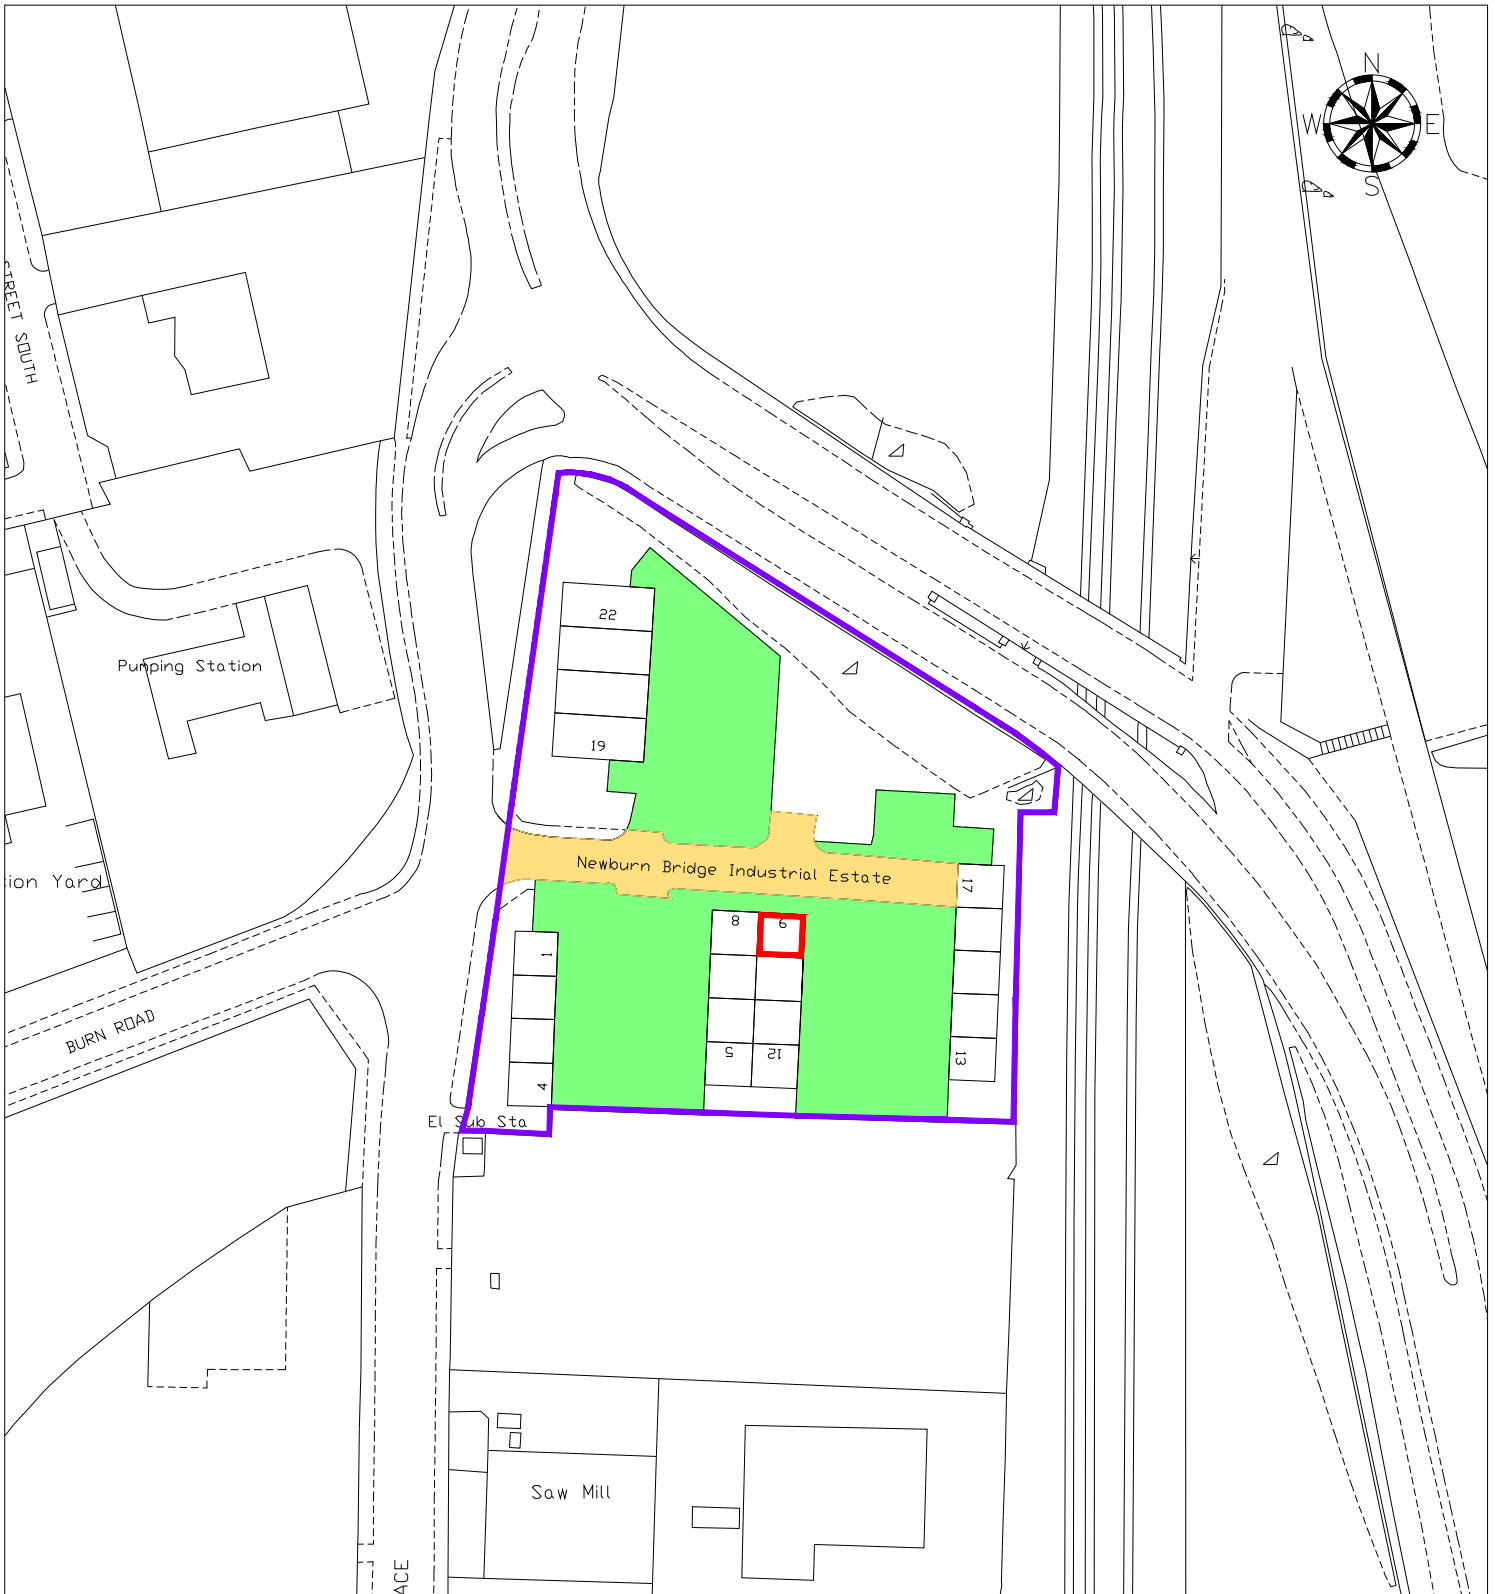 N
W E
S
STREET SOUTH
22
Pumping Station
19
Newburn Bridge Industrial Estate
17
ion Yard
8
9
1
BURN ROAD
5
12
13
4
El Sub Sta
Saw Mill
ACE